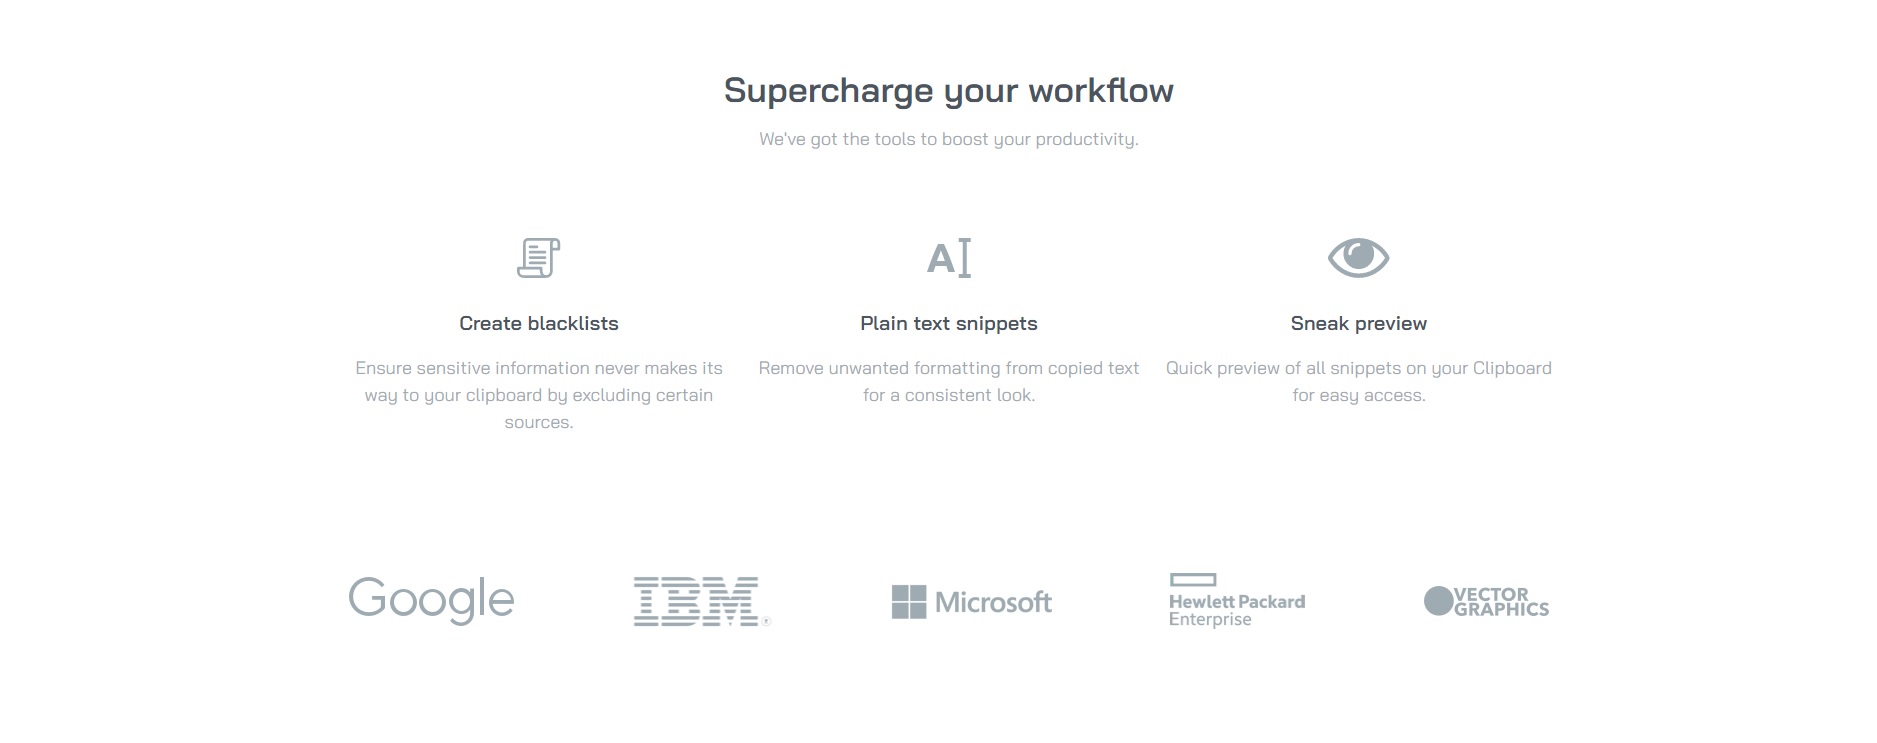 Supercharge your workflow
We've got the tools to boost your productivity.
A
Create blacklists
Ensure sensitive information never makes its
way to your clipboard by excluding certain
sources.
Plain text snippets
Remove unwanted formatting from copied text
for a consistent look.
Sneak preview
Quick preview of all snippets on your Clipboard
for easy access.
Google
IBM®
Microsoft
Hewlett Packard
Enterprise
VECTOR
GRAPHICS